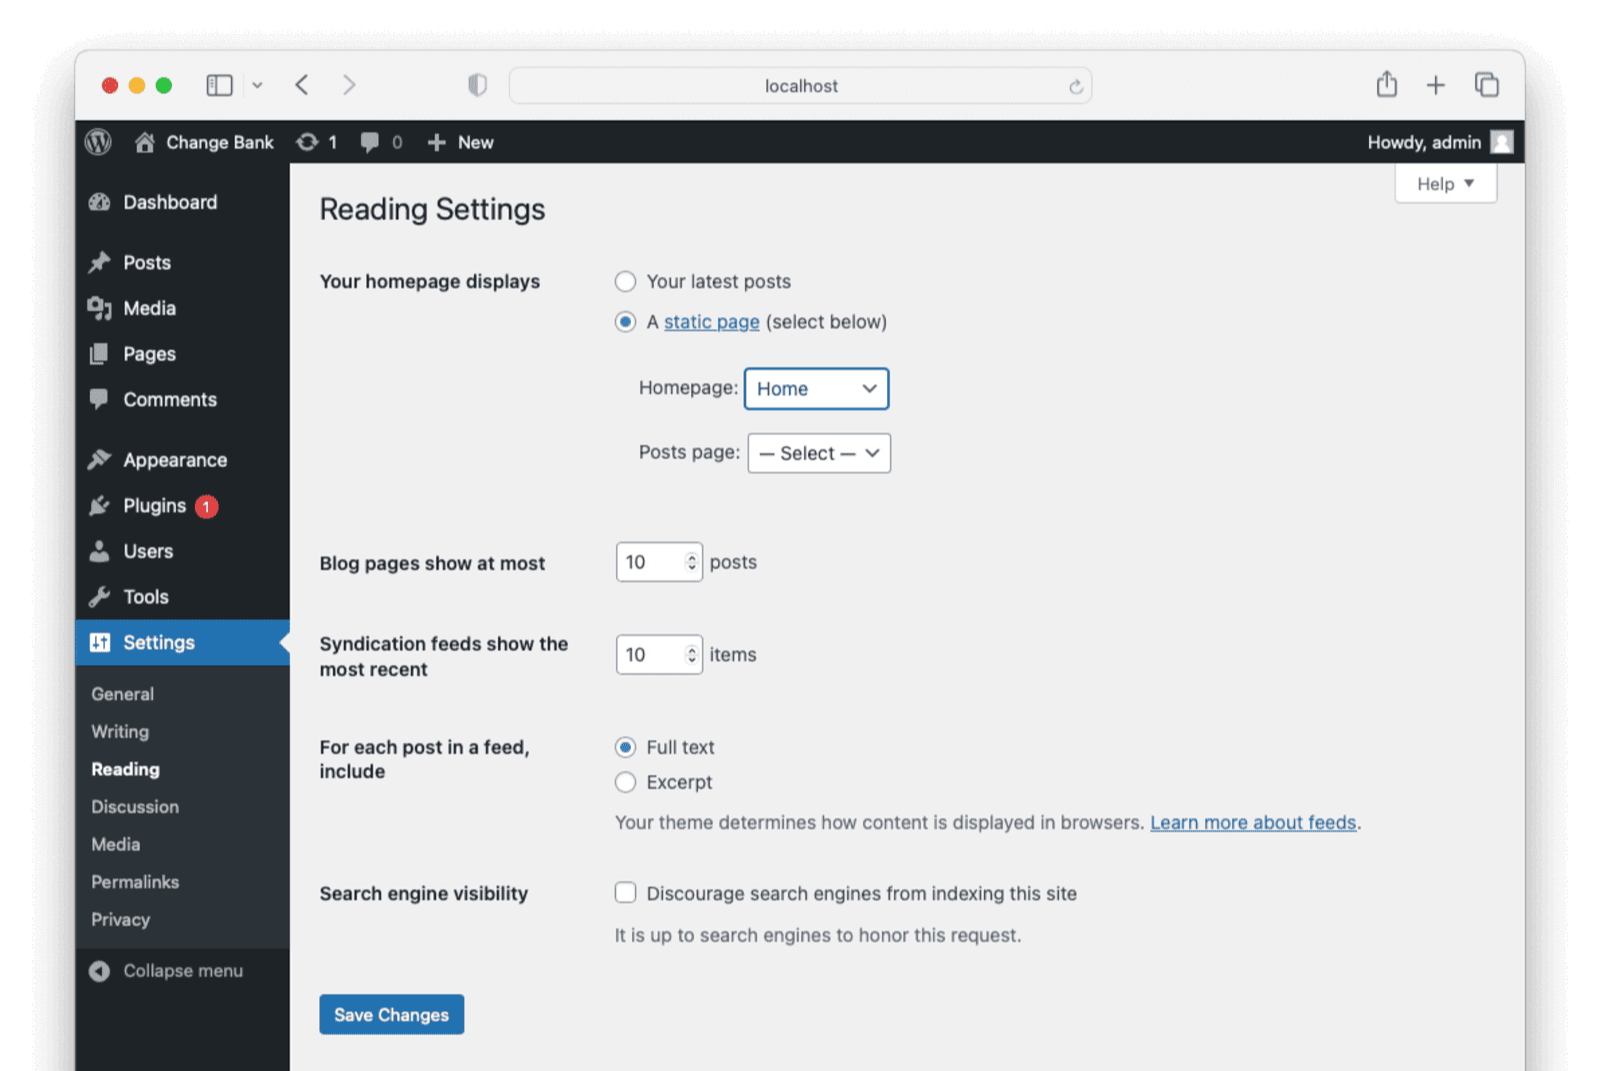 localhost
Change Bank 1 0 New Howdy, admin
Help
Dashboard
Posts
Media
Pages
Comments
Appearance
Plugins 1
Users
Tools
Settings
General
Writing
Reading
Discussion
Media
Permalinks
Privacy
Collapse menu
Reading Settings
Your homepage displays
Your latest posts
A static page (select below)
Homepage: Home
Posts page: — Select —
Blog pages show at most
10 posts
Syndication feeds show the
most recent
10 items
For each post in a feed,
include
Full text
Excerpt
Your theme determines how content is displayed in browsers. Learn more about feeds.
Search engine visibility
Discourage search engines from indexing this site
It is up to search engines to honor this request.
Save Changes